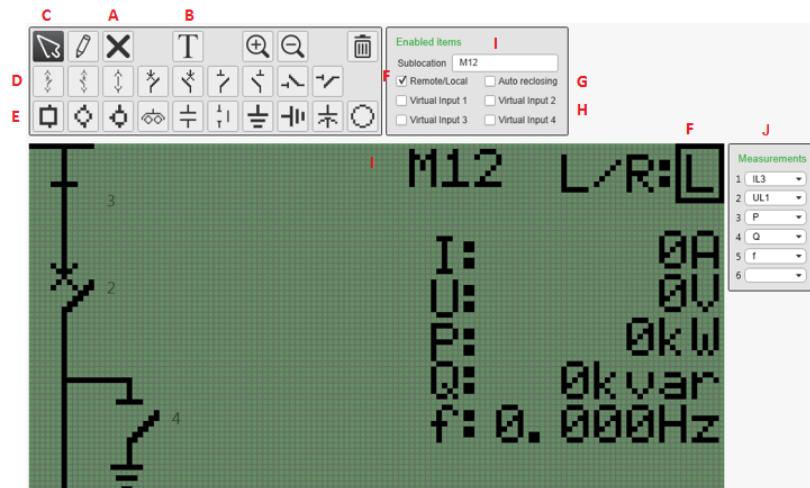 C A B
T
Enabled items I
Sublocation M12
D F Remote/Local Auto reclosing G
Virtual Input 1 Virtual Input 2
E Virtual Input 3 Virtual Input 4 H
F J
I M12 L/R:L Measurements
1 IL3
2 UL1
3 P
4 Q
5 f
6
3
I: 0A
2
U: 0V
P: 0kW
Q: 0kvar
4 f: 0.000Hz